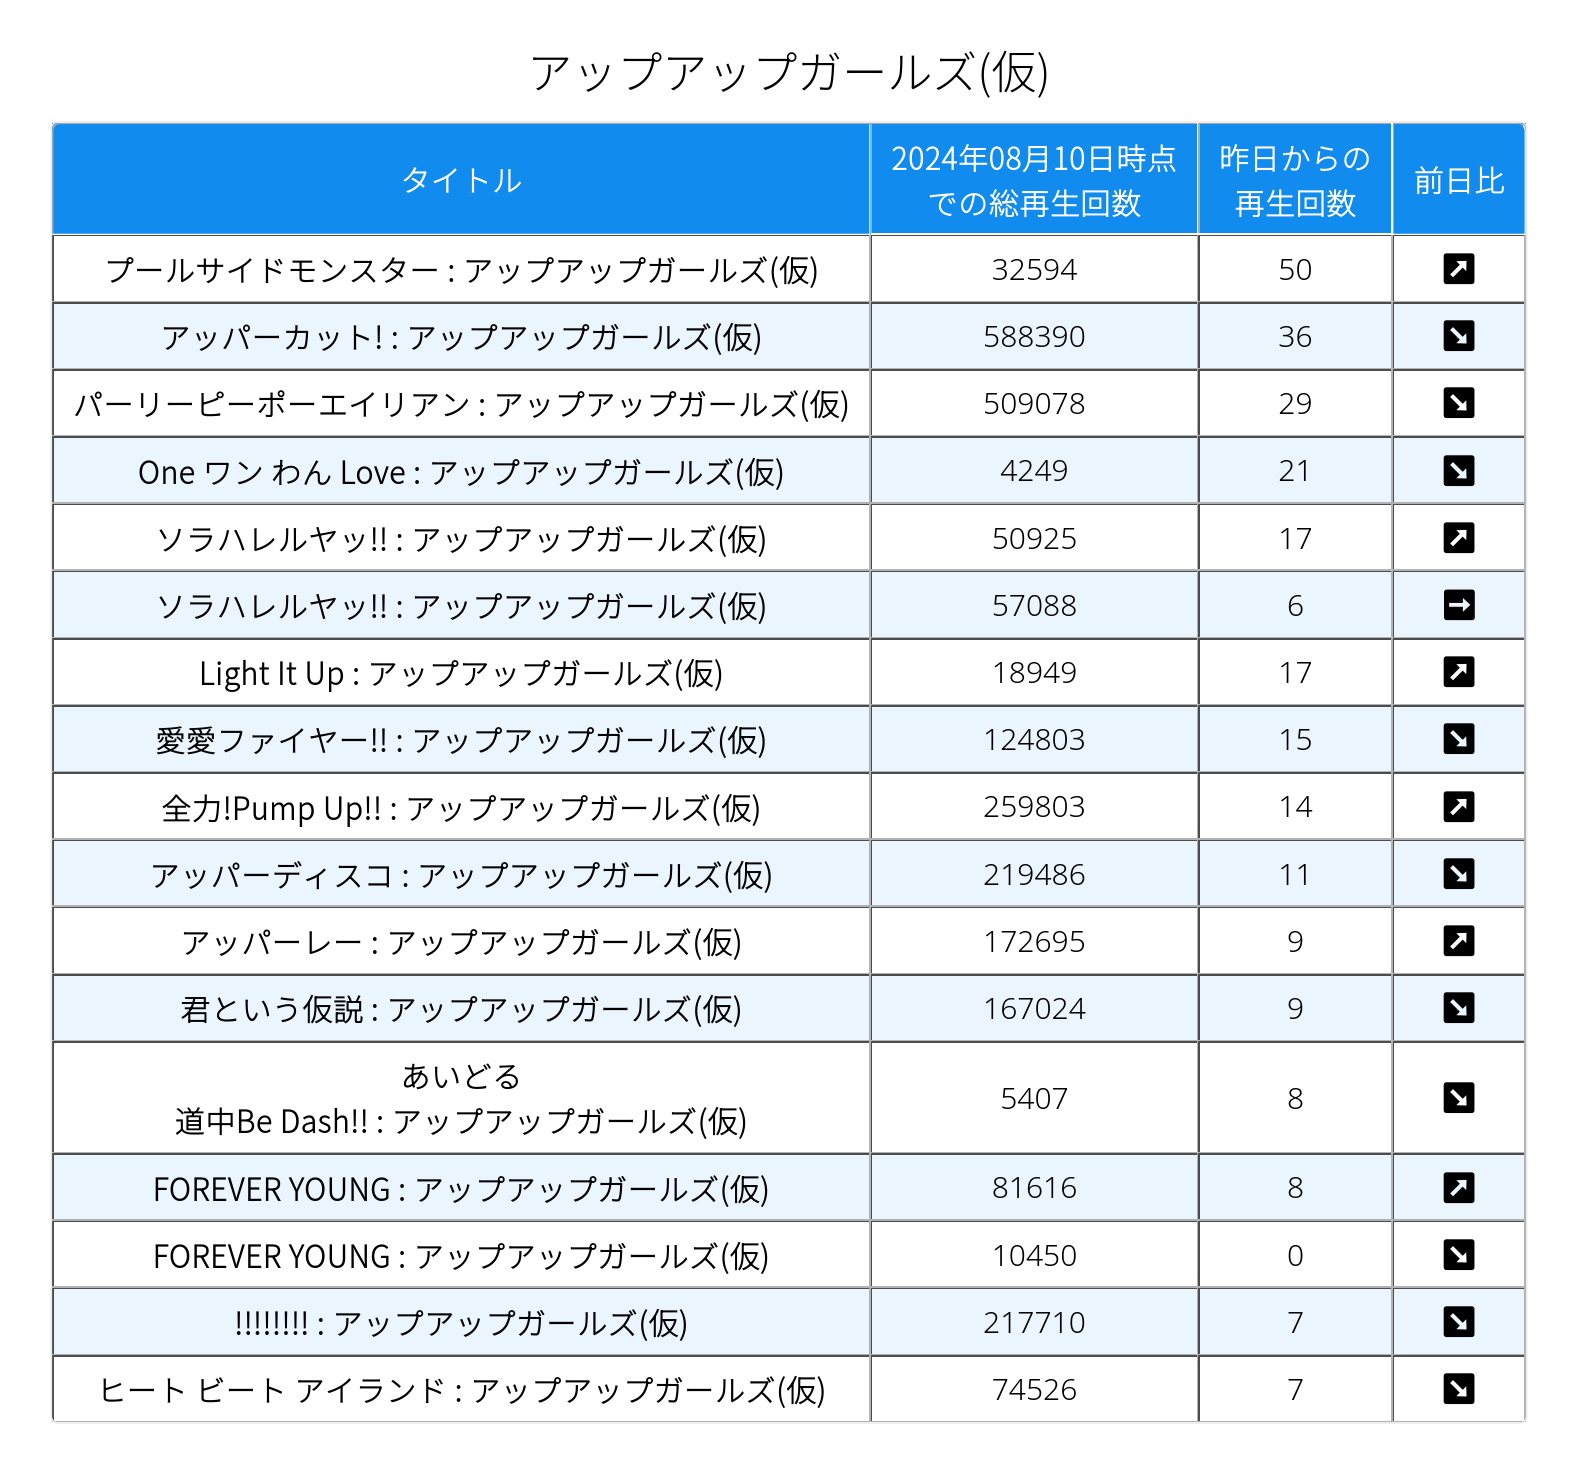 アップアップガールズ(仮)
タイトル
2024年08月10日時点
での総再生回数
昨日からの
再生回数
前日比
プールサイドモンスター : アップアップガールズ(仮) 32594 50 ↗
アッパーカット! : アップアップガールズ(仮) 588390 36 ↘
パーリーピーポーエイリアン : アップアップガールズ(仮) 509078 29 ↘
One ワン わん Love : アップアップガールズ(仮) 4249 21 ↘
ソラハレルヤッ!! : アップアップガールズ(仮) 50925 17 ↗
ソラハレルヤッ!! : アップアップガールズ(仮) 57088 6 →
Light It Up : アップアップガールズ(仮) 18949 17 ↗
愛愛ファイヤー!! : アップアップガールズ(仮) 124803 15 ↘
全力!Pump Up!! : アップアップガールズ(仮) 259803 14 ↗
アッパーディスコ : アップアップガールズ(仮) 219486 11 ↘
アッパーレー : アップアップガールズ(仮) 172695 9 ↗
君という仮説 : アップアップガールズ(仮) 167024 9 ↘
あいどる
道中Be Dash!! : アップアップガールズ(仮) 5407 8 ↘
FOREVER YOUNG : アップアップガールズ(仮) 81616 8 ↗
FOREVER YOUNG : アップアップガールズ(仮) 10450 0 ↘
!!!!!!!! : アップアップガールズ(仮) 217710 7 ↘
ヒート ビート アイランド : アップアップガールズ(仮) 74526 7 ↘